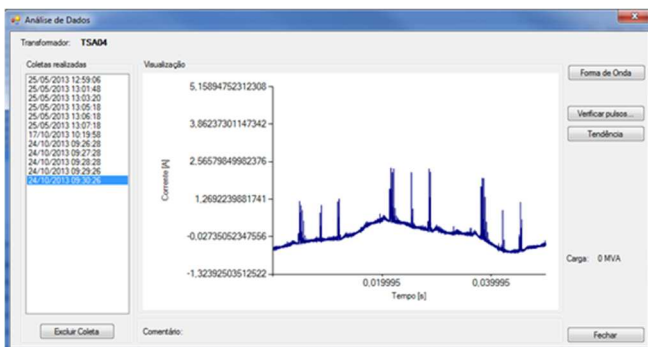 Análise de Dados
Transformador: TSA04
Coletas realizadas
25/05/2013 12:59:06
25/05/2013 13:01:48
25/05/2013 13:03:20
25/05/2013 13:05:18
25/05/2013 13:06:18
25/05/2013 13:07:18
17/10/2013 10:19:58
24/10/2013 09:26:28
24/10/2013 09:27:28
24/10/2013 09:28:28
24/10/2013 09:29:26
24/10/2013 09:30:26
Excluir Coleta
Visualização
5,15894752312308
3,86237301147342
2,56579849982376
1,2692239881741
-0,02735052347556
-1,32392503512522
Corrente [A]
0,019995
0,039995
Tempo [s]
Comentário:
Forma de Onda
Verificar pulsos...
Tendência
Carga: 0 MVA
Fechar